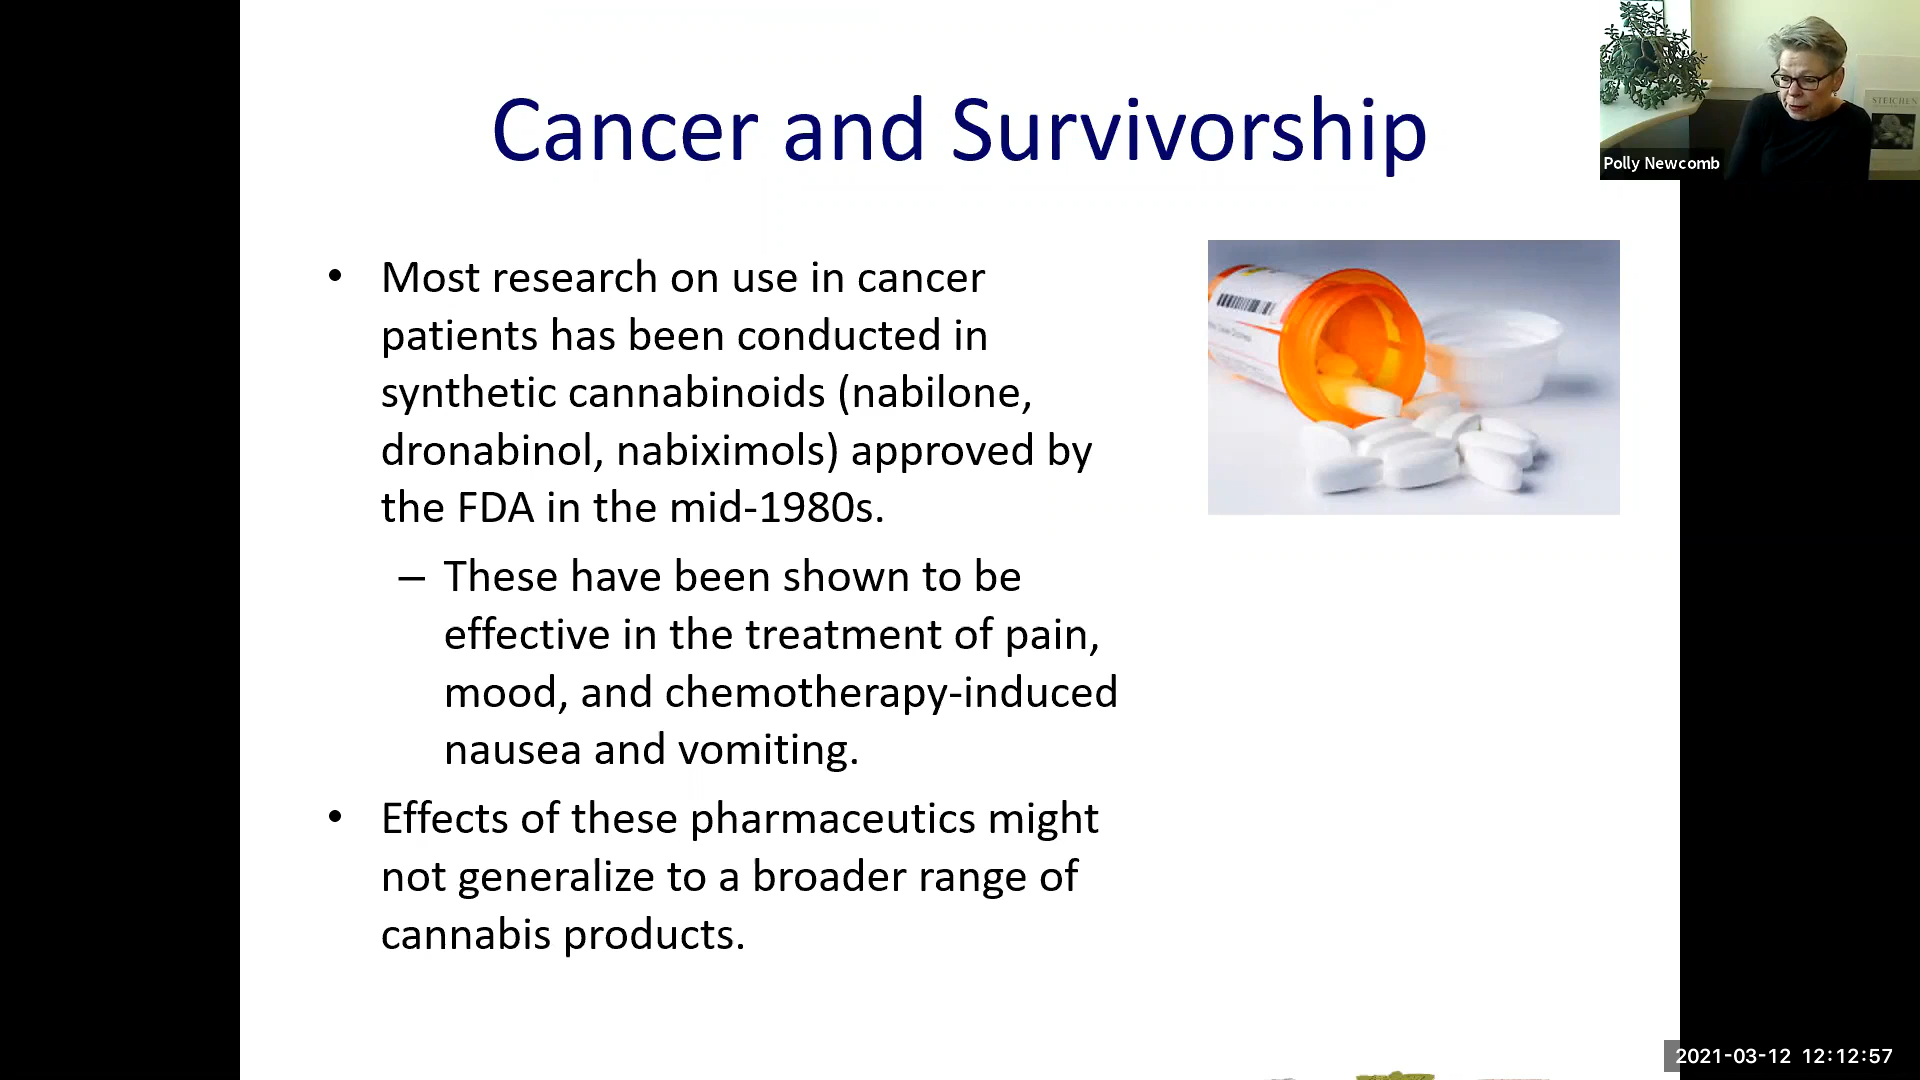 Cancer and Survivorship
Polly Newcomb
STEICHEN
• Most research on use in cancer
patients has been conducted in
synthetic cannabinoids (nabilone,
dronabinol, nabiximols) approved by
the FDA in the mid-1980s.
– These have been shown to be
effective in the treatment of pain,
mood, and chemotherapy-induced
nausea and vomiting.
• Effects of these pharmaceutics might
not generalize to a broader range of
cannabis products.
2021-03-12 12:12:57